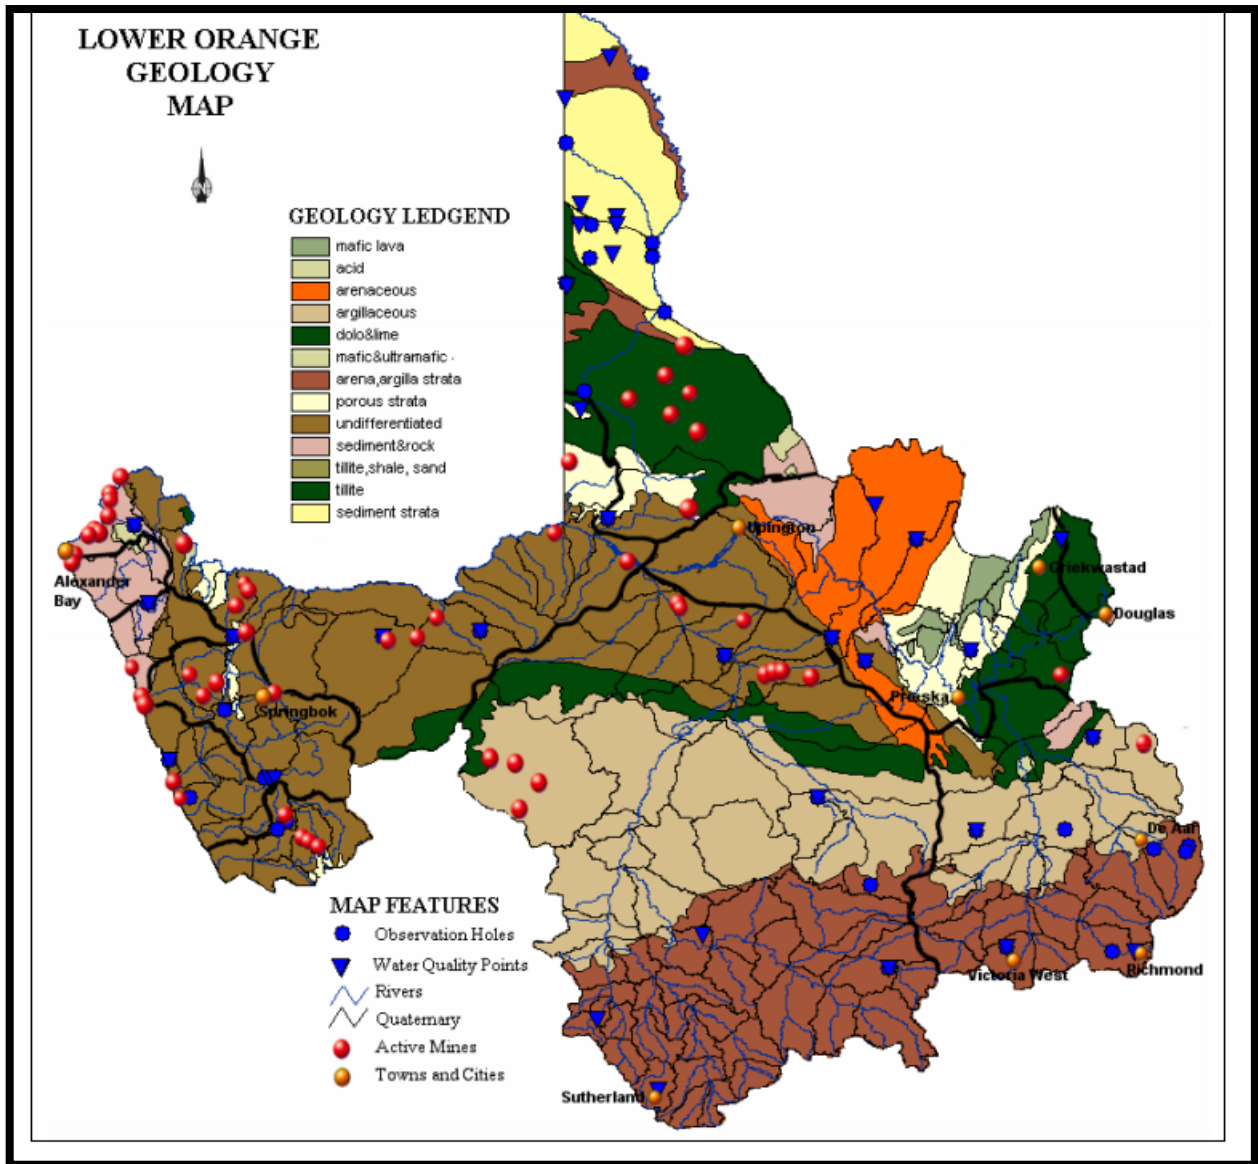 LOWER ORANGE
GEOLOGY
MAP
N
GEOLOGY LEDGEND
mafic lava
acid
arenaceous
argillaceous
dolo&lime
mafic&ultramafic -
arena,argilla strata
porous strata
undifferentiated
sediment&rock
tillite,shale, sand
tillite
sediment strata
Upington
Griekwastad
Alexander
Bay
Douglas
Prieska
Springbok
De Aar
Victoria West
Richmond
Sutherland
MAP FEATURES
Observation Holes
Water Quality Points
Rivers
Quaternary
Active Mines
Towns and Cities